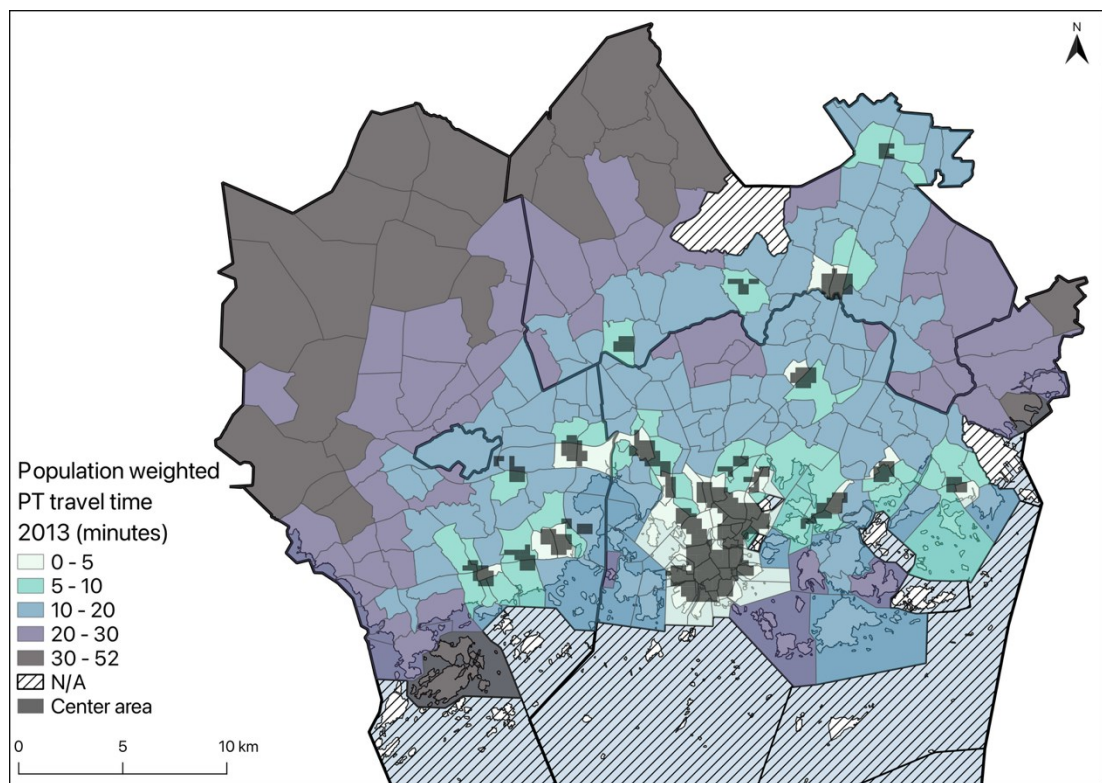 N
Population weighted
PT travel time
2013 (minutes)
0 - 5
5 - 10
10 - 20
20 - 30
30 - 52
N/A
Center area
0 5 10 km